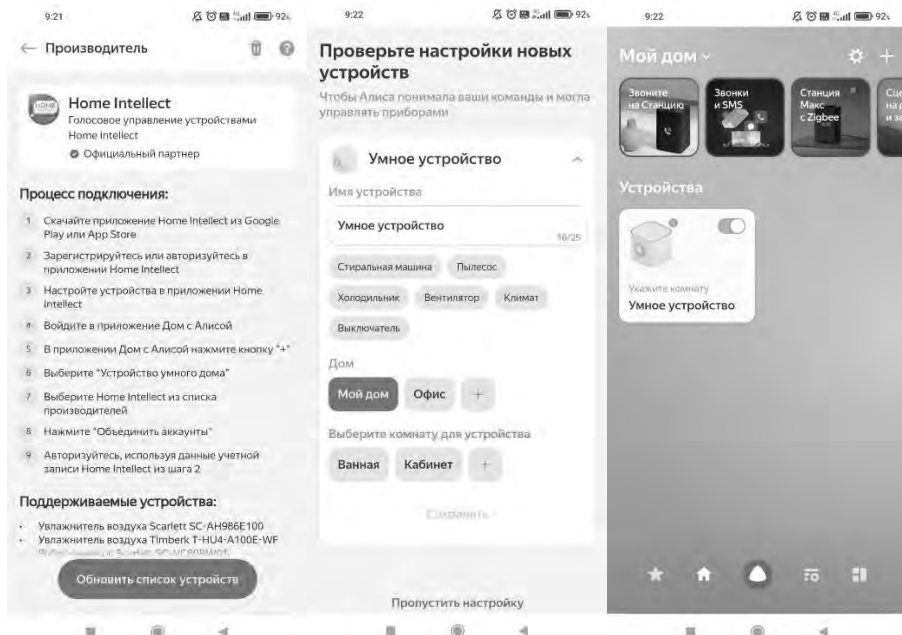 9:21
92
Производитель
HOME
Home Intellect
Голосовое управление устройствами
Home Intellect
Официальный партнер
Процесс подключения:
1 Скачайте приложение Home Intellect из Google
Play или App Store
2 Зарегистрируйтесь или авторизуйтесь в
приложении Home Intellect
3 Настройте устройства в приложении Home
Intellect
4 Войдите в приложение Дом с Алисой
5 В приложении Дом с Алисой нажмите кнопку "+"
6 Выберите "Устройство умного дома"
7 Выберите Home Intellect из списка
производителей
8 Нажмите "Объединить аккаунты"
9 Авторизуйтесь, используя данные учетной
записи Home Intellect из шага 2
Поддерживаемые устройства:
• Увлажнитель воздуха Scarlett SC-AH986E100
• Увлажнитель воздуха Timberk T-HU4-A100E-WF
Обновить список устройств
9:22
92
Проверьте настройки новых
устройств
Чтобы Алиса понимала ваши команды и могла
управлять приборами
Умное устройство
Имя устройства
Умное устройство
16/25
Стиральная машина Пылесос
Холодильник Вентилятор Климат
Выключатель
Дом
Мой дом Офис +
Выберите комнату для устройства
Ванная Кабинет +
Сохранить
Пропустить настройку
9:22
92
Мой дом
Звоните
на Станцию
Звонки
и SMS
Станция
Макс
с Zigbee
Устройства
Укажите комнату
Умное устройство